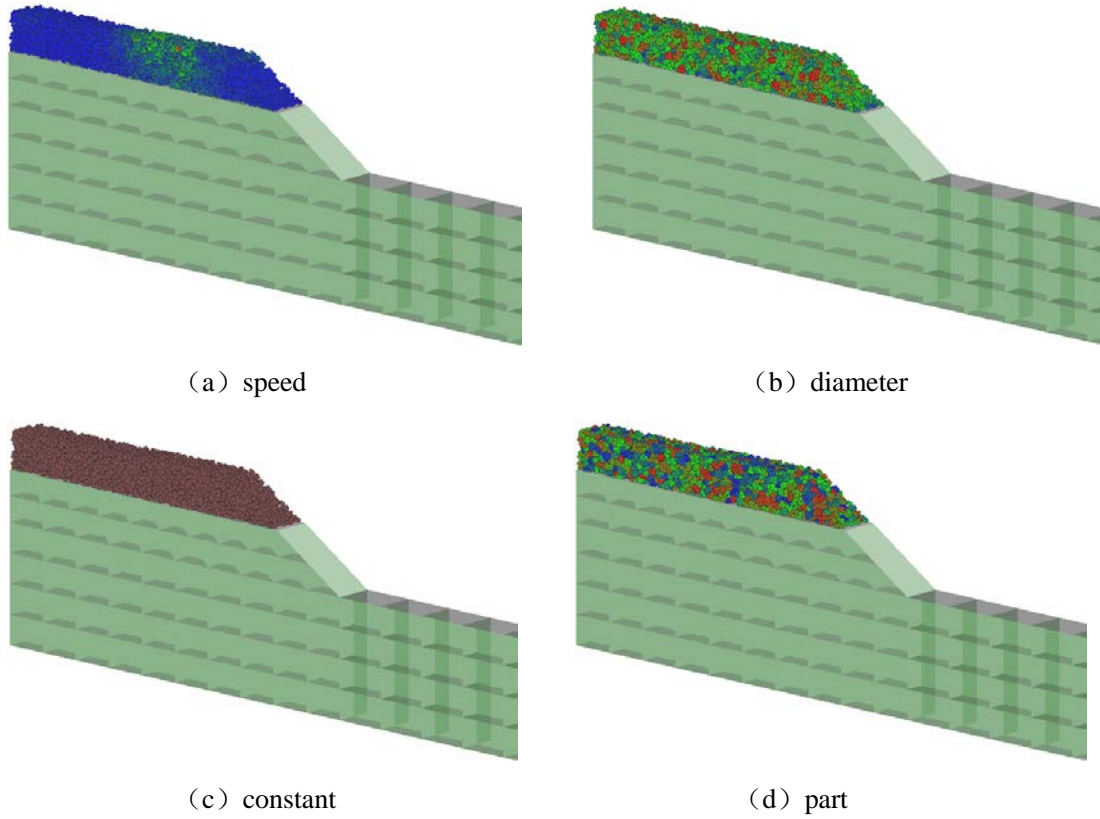 （a）speed
（b）diameter
（c）constant
（d）part